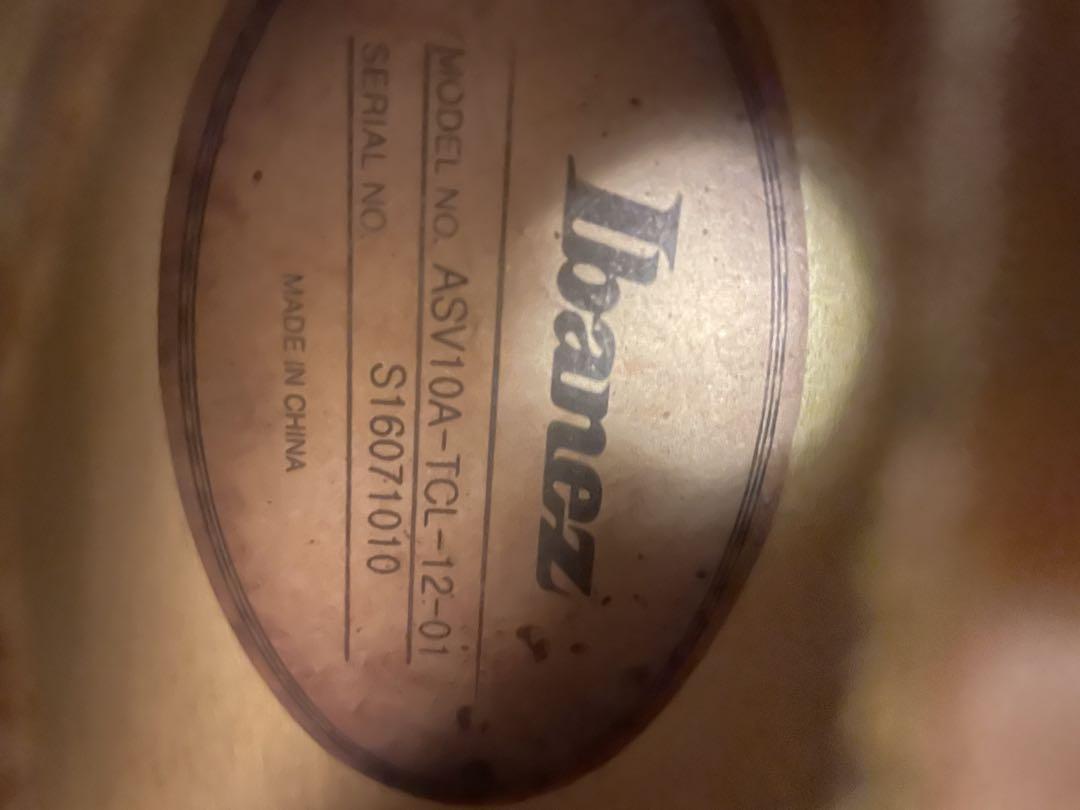 Ibanez
MODEL NO. ASV10A-TCL-12-01
SERIAL NO. S16071010
MADE IN CHINA